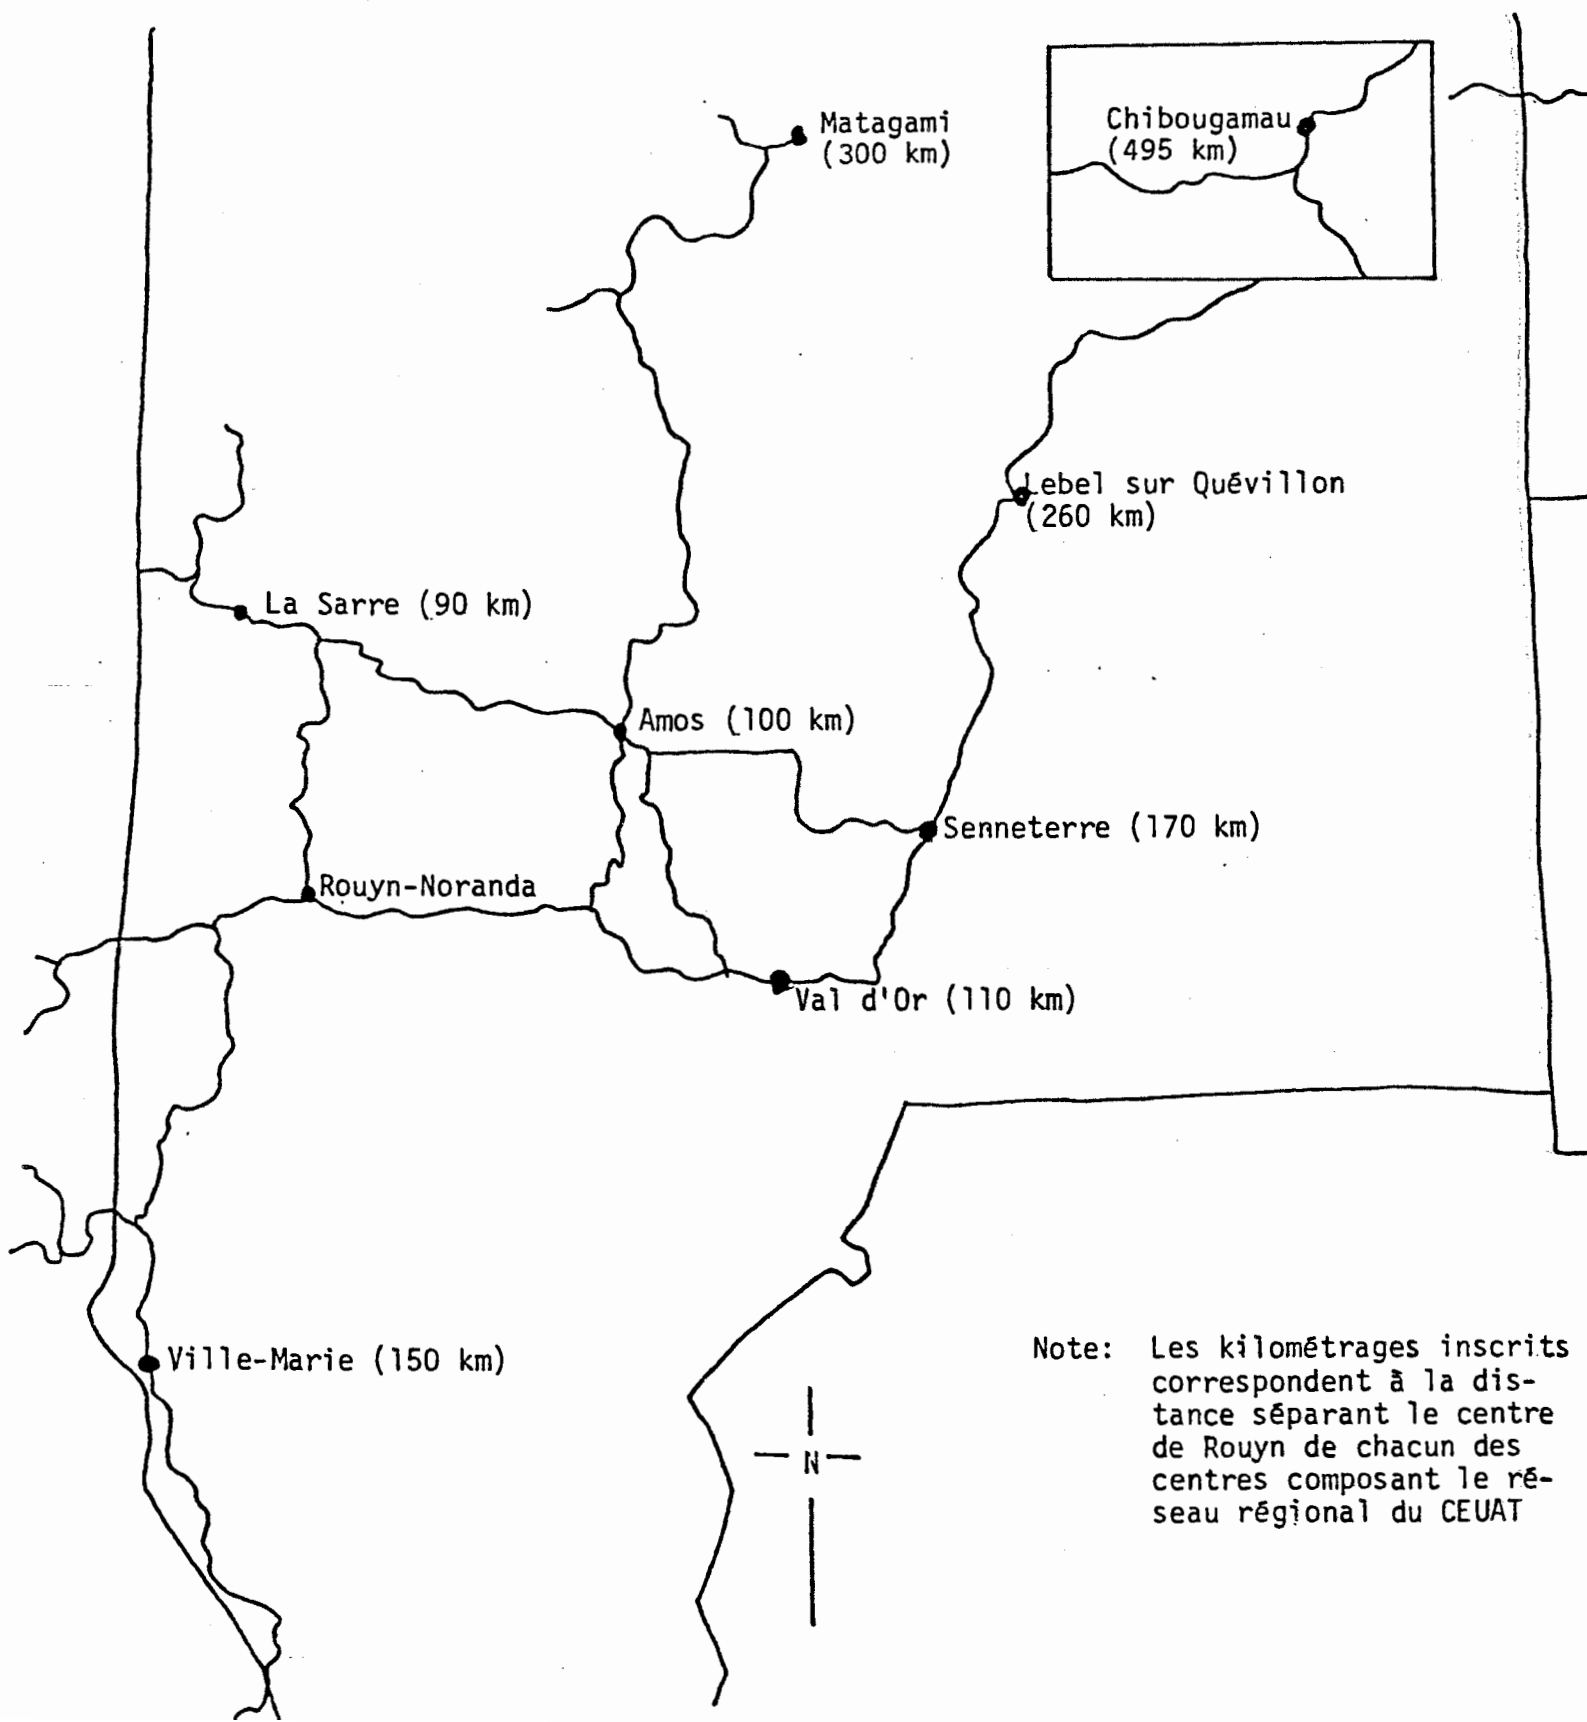 Matagami
(300 km)
Chibougamau
(495 km)
Lebel sur Quévillon
(260 km)
La Sarre (90 km)
Amos (100 km)
Senneterre (170 km)
Rouyn-Noranda
Val d'Or (110 km)
Ville-Marie (150 km)
N
Note: Les kilométrages inscrits
correspondent à la dis-
tance séparant le centre
de Rouyn de chacun des
centres composant le ré-
seau régional du CEUAT